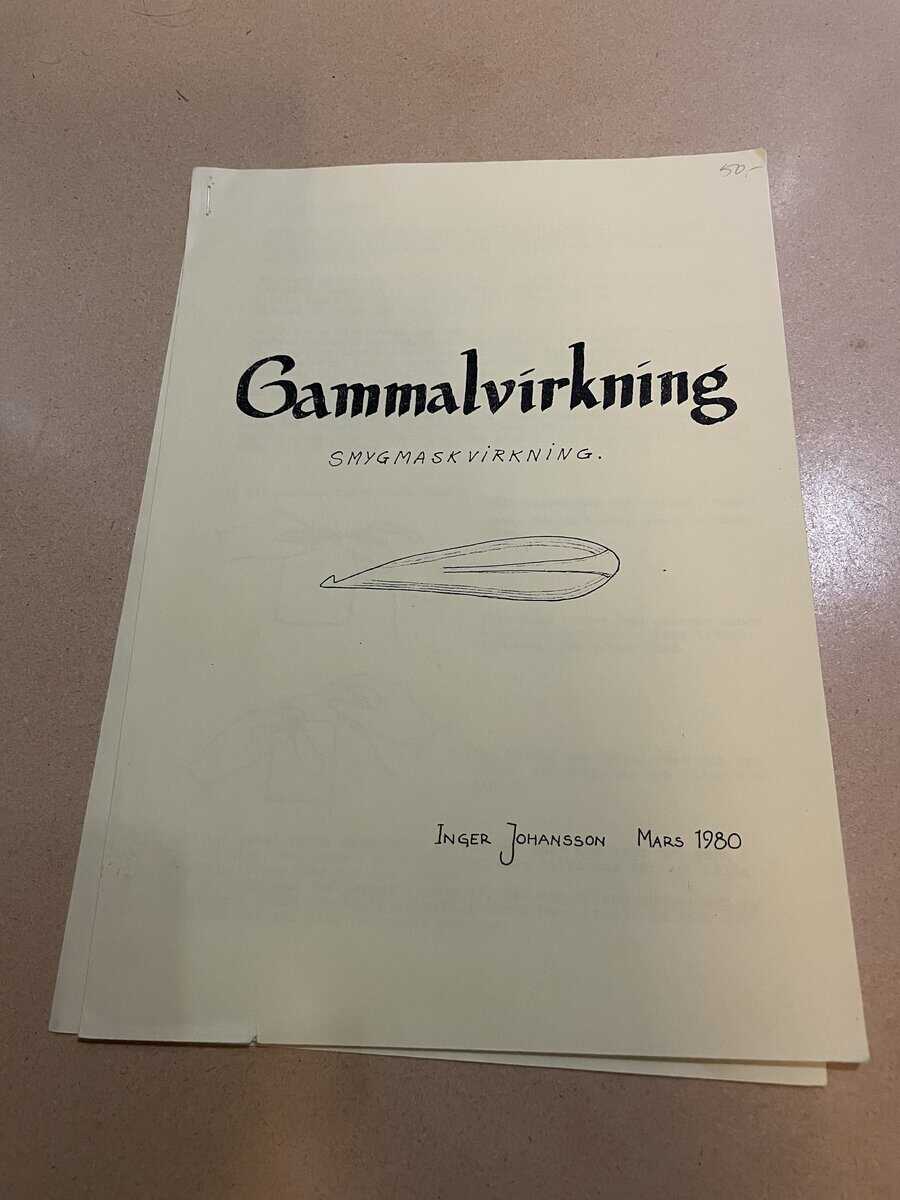 50,-
Gammalvirkning
SMYGMASKVIRKNING.
INGER JOHANSSON MARS 1980